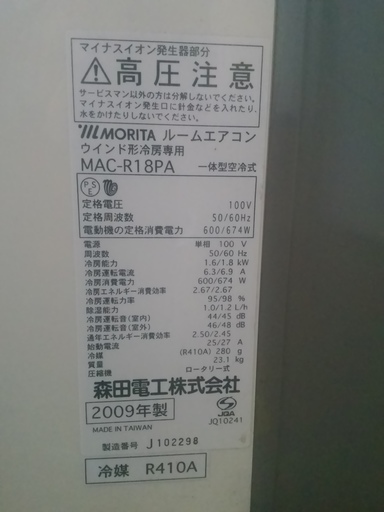 マイナスイオン発生器部分
高圧注意
サービスマン以外の方は分解しないでください。
マイナスイオン発生口に針金などを入れたり、
水をかけたりしないでください。
MORITA ルームエアコン
ウインド形冷房専用
MAC-R18PA 一体型空冷式
PSE
定格電圧 100V
定格周波数 50/60Hz
電動機の定格消費電力 600/674W
電源 単相 100 V
周波数 50/60 Hz
冷房能力 1.6/1.8 kW
冷房運転電流 6.3/6.9 A
冷房消費電力 600/674 W
冷房エネルギー消費効率 2.67/2.67
冷房運転力率 95/98 %
除湿能力 1.0/1.2 L/h
冷房運転音(室内) 44/45 dB
冷房運転音(室外) 46/48 dB
通年エネルギー消費効率 2.50/2.45
始動電流 25/27 A
冷媒 (R410A) 280 g
質量 23.1 kg
圧縮機 ロータリー式
森田電工株式会社
2009年製
JQA
MADE IN TAIWAN JQ10241
製造番号 J102298
冷媒 R410A